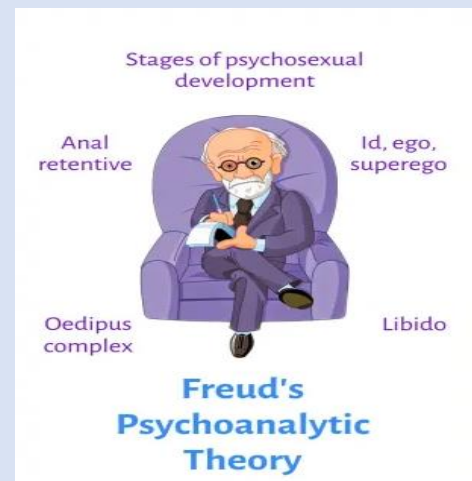 Stages of psychosexual
development
Anal
retentive
Id, ego,
superego
Oedipus
complex
Libido
Freud's
Psychoanalytic
Theory